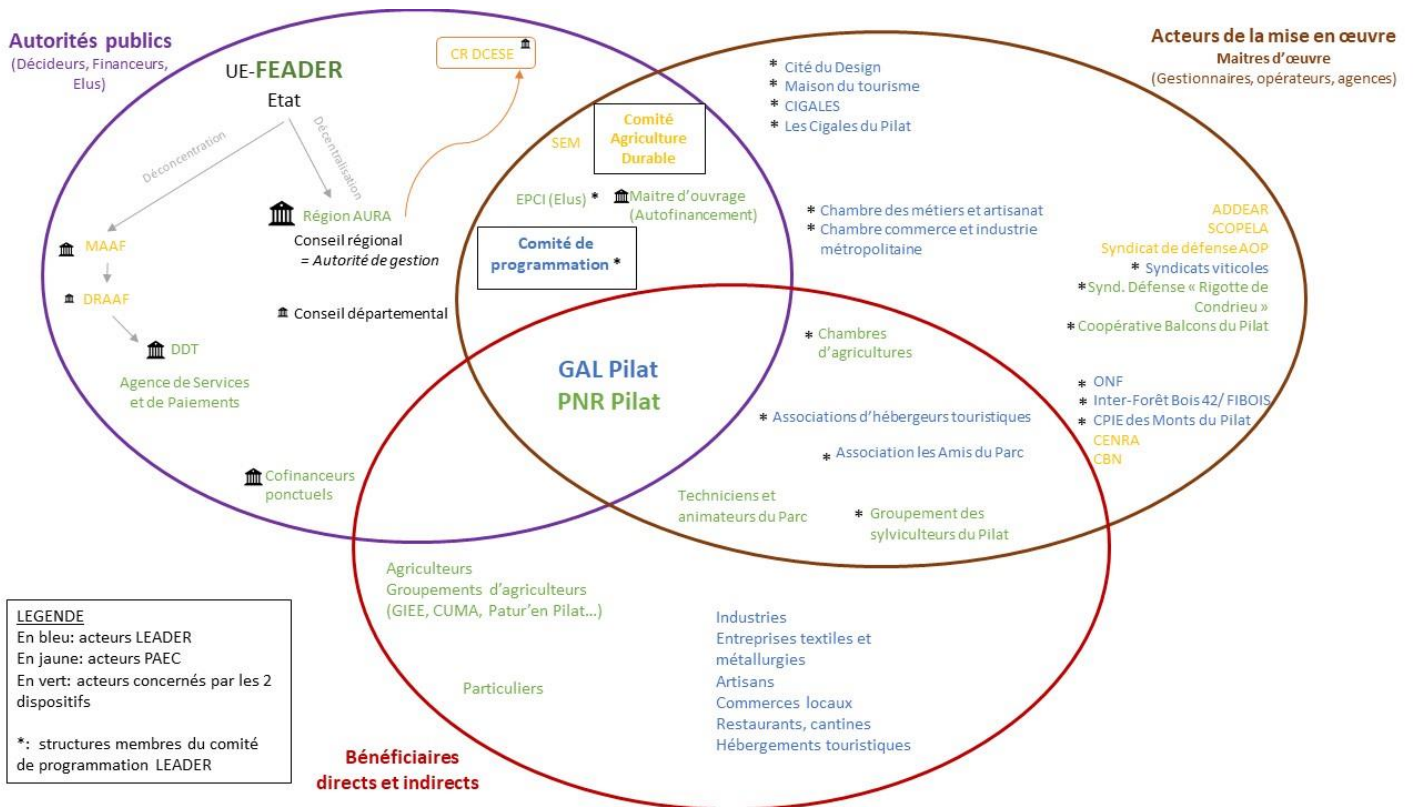 Autorités publics
(Décideurs, Financeurs,
Elus)
UE-FEADER
Etat
Déconcentration
Décentralisation
CR DCESE
Région AURA
Conseil régional
= Autorité de gestion
MAAF
DRAAF
DDT
Agence de Services
et de Paiements
Conseil départemental
Cofinanceurs
ponctuels
SEM
Comité
Agriculture
Durable
EPCI (Elus) *
Maitre d'ouvrage
(Autofinancement)
Comité de
programmation *
Acteurs de la mise en œuvre
Maitres d'œuvre
(Gestionnaires, opérateurs, agences)
* Cité du Design
* Maison du tourisme
* CIGALES
* Les Cigales du Pilat
* Chambre des métiers et artisanat
* Chambre commerce et industrie
métropolitaine
ADDEAR
SCOPELA
Syndicat de défense AOP
* Syndicats viticoles
* Synd. Défense « Rigotte de
Condrieu »
* Coopérative Balcons du Pilat
* ONF
* Inter-Forêt Bois 42/ FIBOIS
* CPIE des Monts du Pilat
CENRA
CBN
GAL Pilat
PNR Pilat
* Chambres
d'agricultures
* Associations d'hébergeurs touristiques
* Association les Amis du Parc
Techniciens et
animateurs du Parc
* Groupement des
sylviculteurs du Pilat
Agriculteurs
Groupements d'agriculteurs
(GIEE, CUMA, Patur'en Pilat…)
Particuliers
Industries
Entreprises textiles et
métallurgies
Artisans
Commerces locaux
Restaurants, cantines
Hébergements touristiques
Bénéficiaires
directs et indirects
LEGENDE
En bleu: acteurs LEADER
En jaune: acteurs PAEC
En vert: acteurs concernés par les 2
dispositifs
*: structures membres du comité
de programmation LEADER